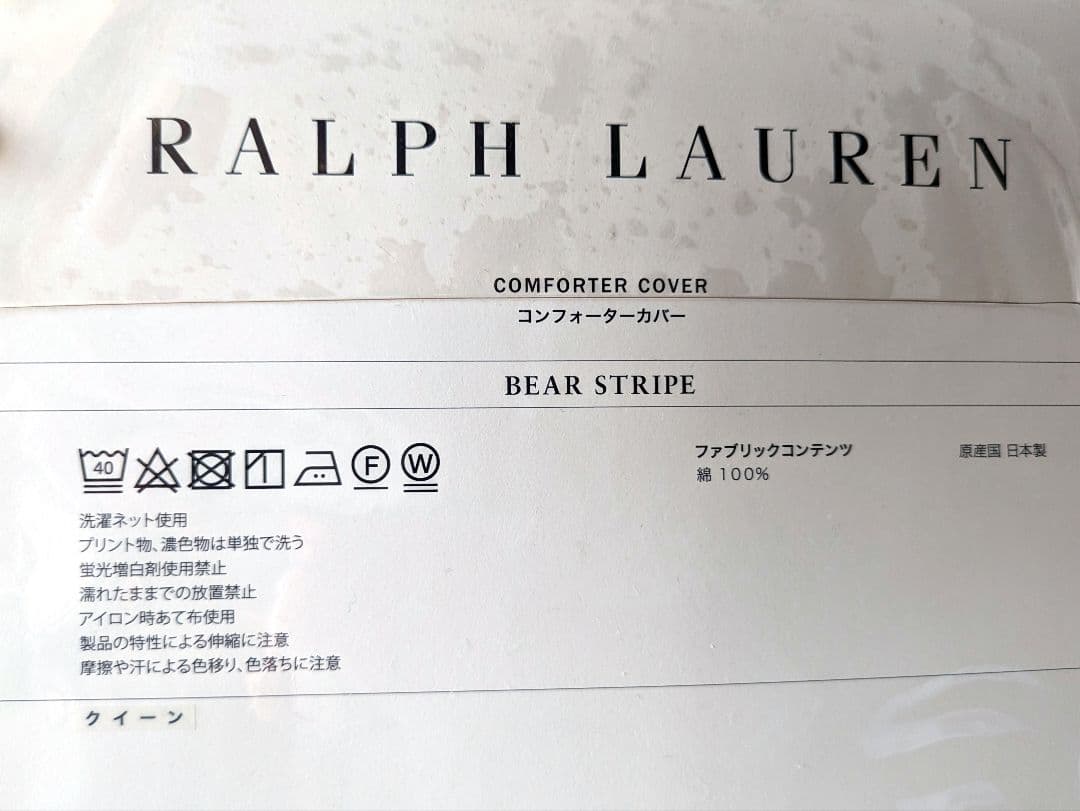 RALPH LAUREN
COMFORTER COVER
コンフォーターカバー
BEAR STRIPE
40
F
W
洗濯ネット使用
プリント物、濃色物は単独で洗う
蛍光増白剤使用禁止
濡れたままでの放置禁止
アイロン時あて布使用
製品の特性による伸縮に注意
摩擦や汗による色移り、色落ちに注意
ファブリックコンテンツ
綿 100%
原産国 日本製
クイーン